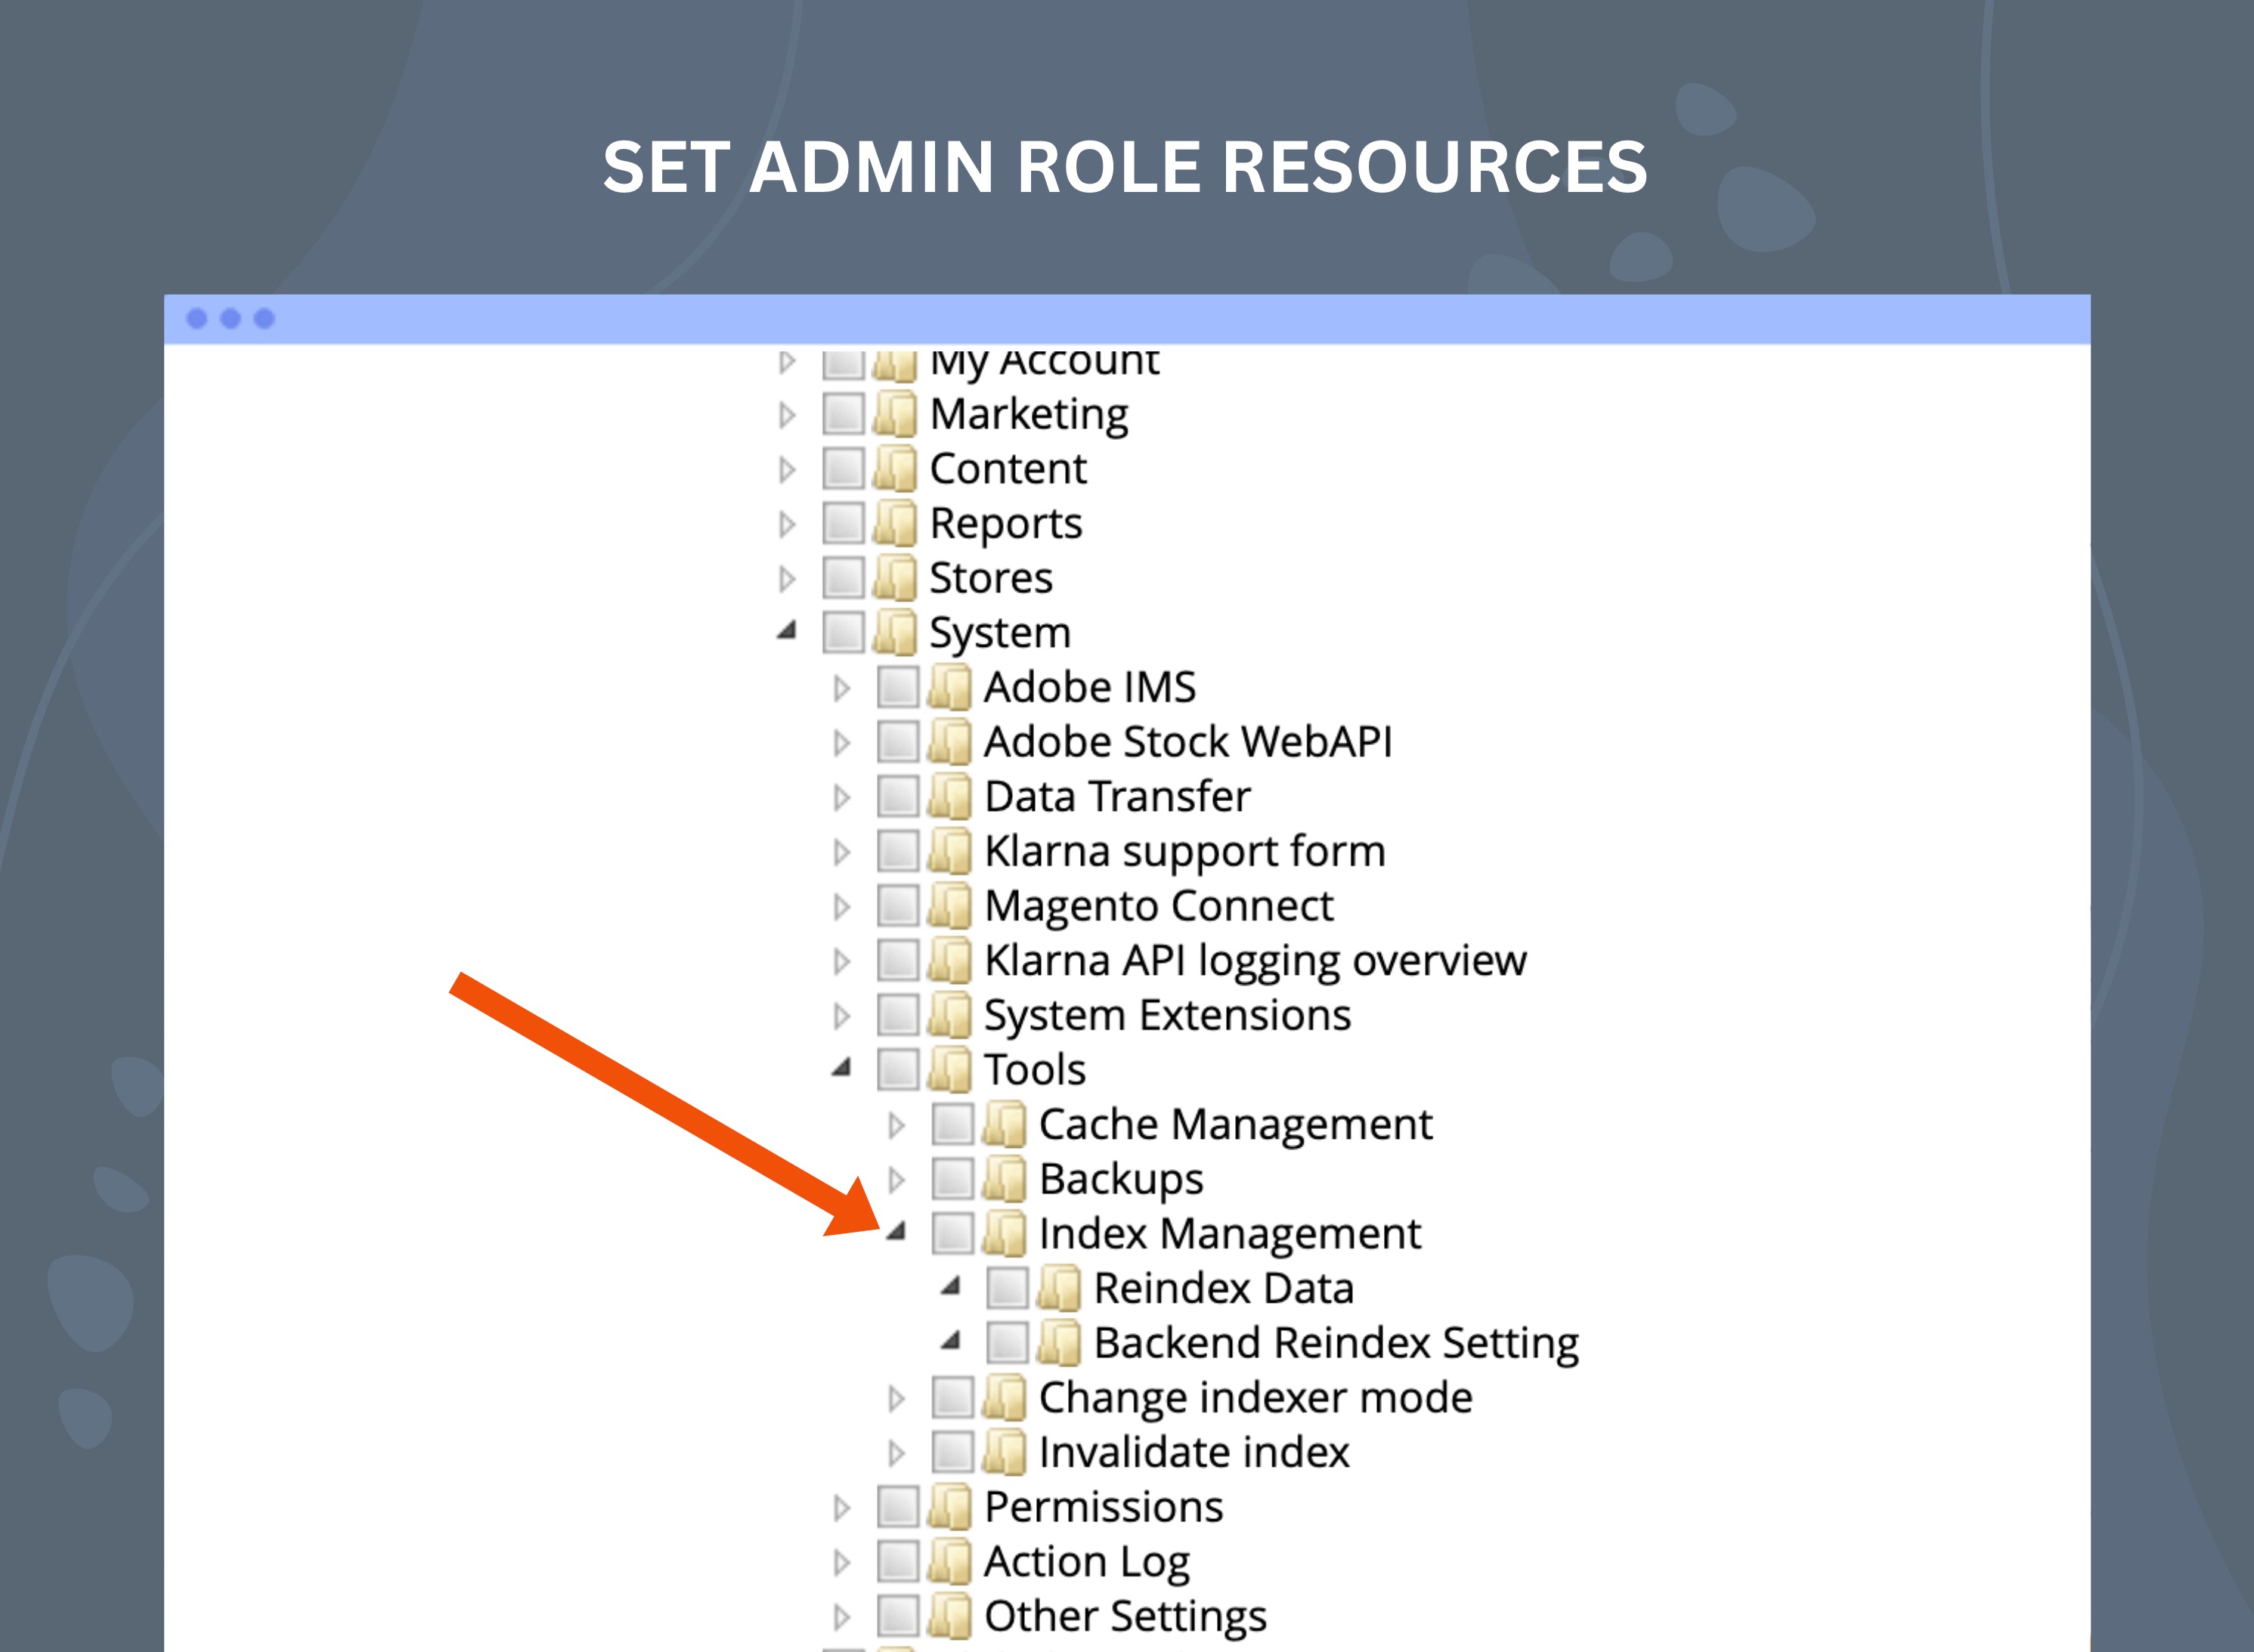 SET ADMIN ROLE RESOURCES
My Account
Marketing
Content
Reports
Stores
System
Adobe IMS
Adobe Stock WebAPI
Data Transfer
Klarna support form
Magento Connect
Klarna API logging overview
System Extensions
Tools
Cache Management
Backups
Index Management
Reindex Data
Backend Reindex Setting
Change indexer mode
Invalidate index
Permissions
Action Log
Other Settings